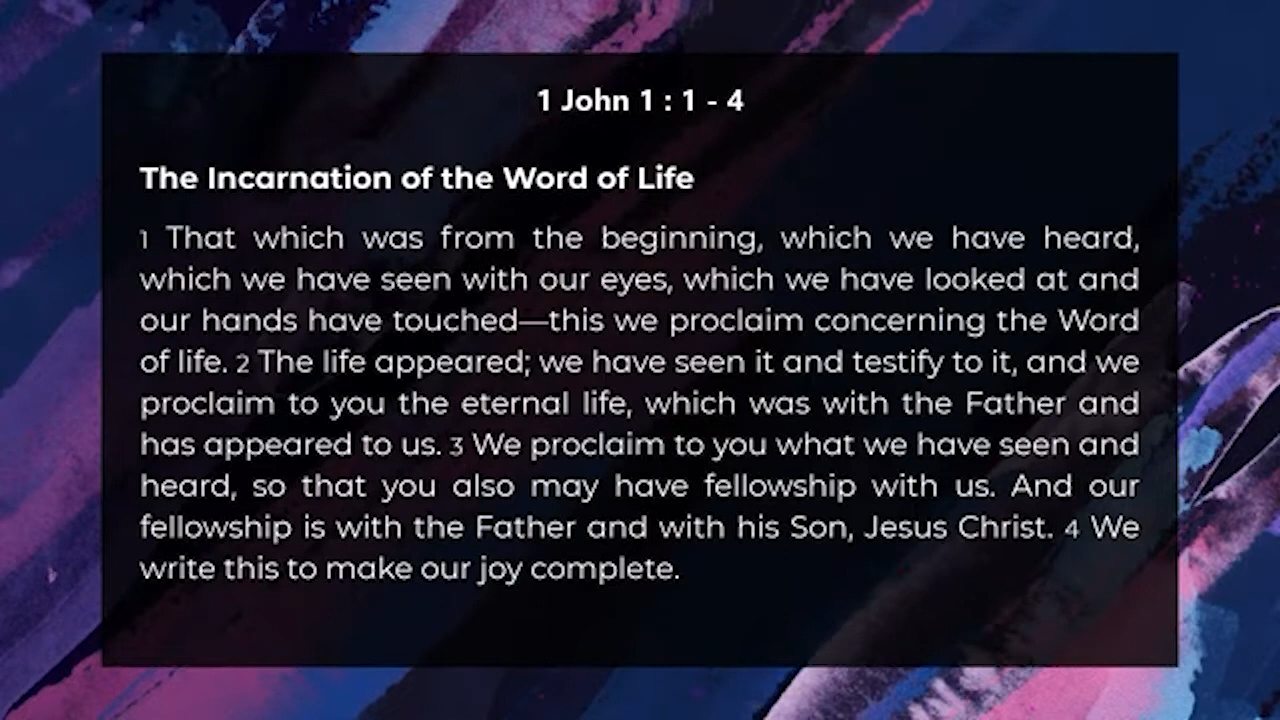 1 John 1 : 1 - 4
The Incarnation of the Word of Life
1 That which was from the beginning, which we have heard,
which we have seen with our eyes, which we have looked at and
our hands have touched—this we proclaim concerning the Word
of life. 2 The life appeared; we have seen it and testify to it, and we
proclaim to you the eternal life, which was with the Father and
has appeared to us. 3 We proclaim to you what we have seen and
heard, so that you also may have fellowship with us. And our
fellowship is with the Father and with his Son, Jesus Christ. 4 We
write this to make our joy complete.